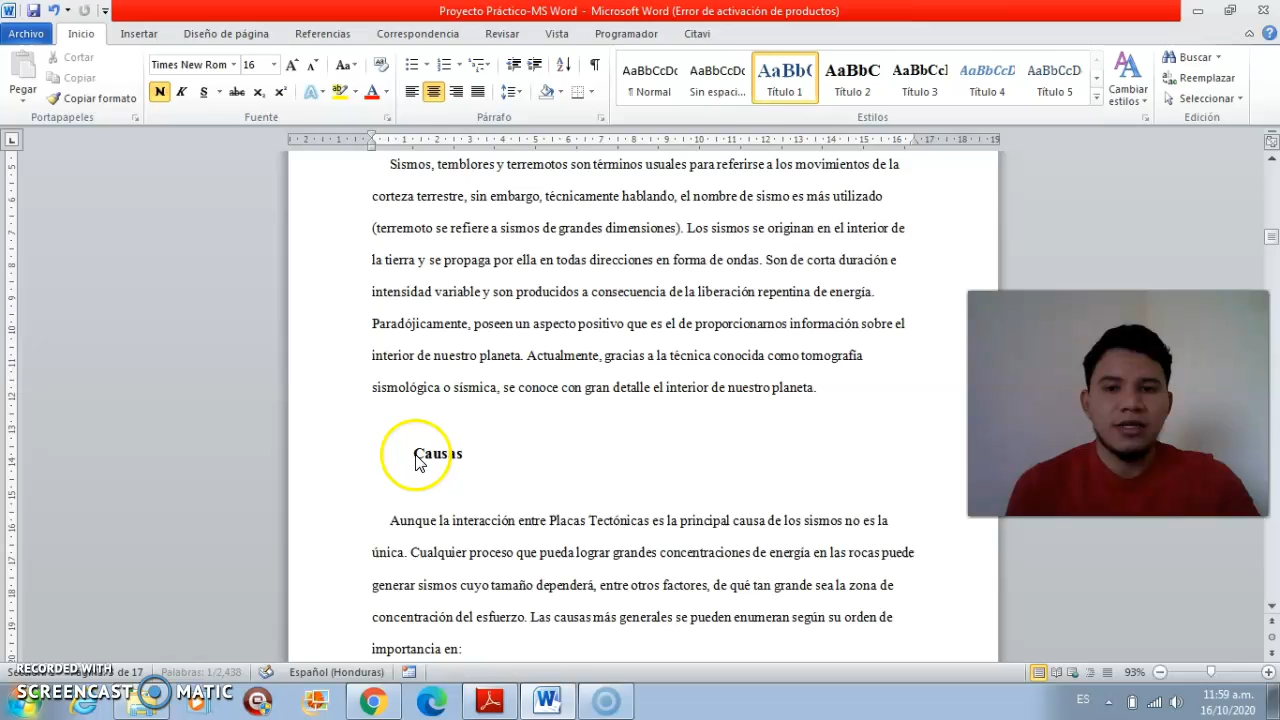 Proyecto Práctico-MS Word - Microsoft Word (Error de activación de productos)
Archivo Inicio Insertar Diseño de página Referencias Correspondencia Revisar Vista Programador Citavi
Pegar
Cortar
Copiar
Copiar formato
Portapapeles
Times New Rom 16
Fuente
Párrafo
AaBbCcDc AaBbCcDc AaBb( AaBbC AaBbCcl AaBbCcD AaBbCcD
¶ Normal Sin espaci... Título 1 Título 2 Título 3 Título 4 Título 5
Estilos
Cambiar estilos
Buscar
Reemplazar
Seleccionar
Edición
Sismos, temblores y terremotos son términos usuales para referirse a los movimientos de la
corteza terrestre, sin embargo, técnicamente hablando, el nombre de sismo es más utilizado
(terremoto se refiere a sismos de grandes dimensiones). Los sismos se originan en el interior de
la tierra y se propaga por ella en todas direcciones en forma de ondas. Son de corta duración e
intensidad variable y son producidos a consecuencia de la liberación repentina de energía.
Paradójicamente, poseen un aspecto positivo que es el de proporcionarnos información sobre el
interior de nuestro planeta. Actualmente, gracias a la técnica conocida como tomografía
sismológica o sísmica, se conoce con gran detalle el interior de nuestro planeta.
Causas
Aunque la interacción entre Placas Tectónicas es la principal causa de los sismos no es la
única. Cualquier proceso que pueda lograr grandes concentraciones de energía en las rocas puede
generar sismos cuyo tamaño dependerá, entre otros factores, de qué tan grande sea la zona de
concentración del esfuerzo. Las causas más generales se pueden enumeran según su orden de
importancia en:
de 17 Palabras: 1/2,438 Español (Honduras) 93%
RECORDED WITH
SCREENCAST MATIC
ES 11:59 a.m.
16/10/2020